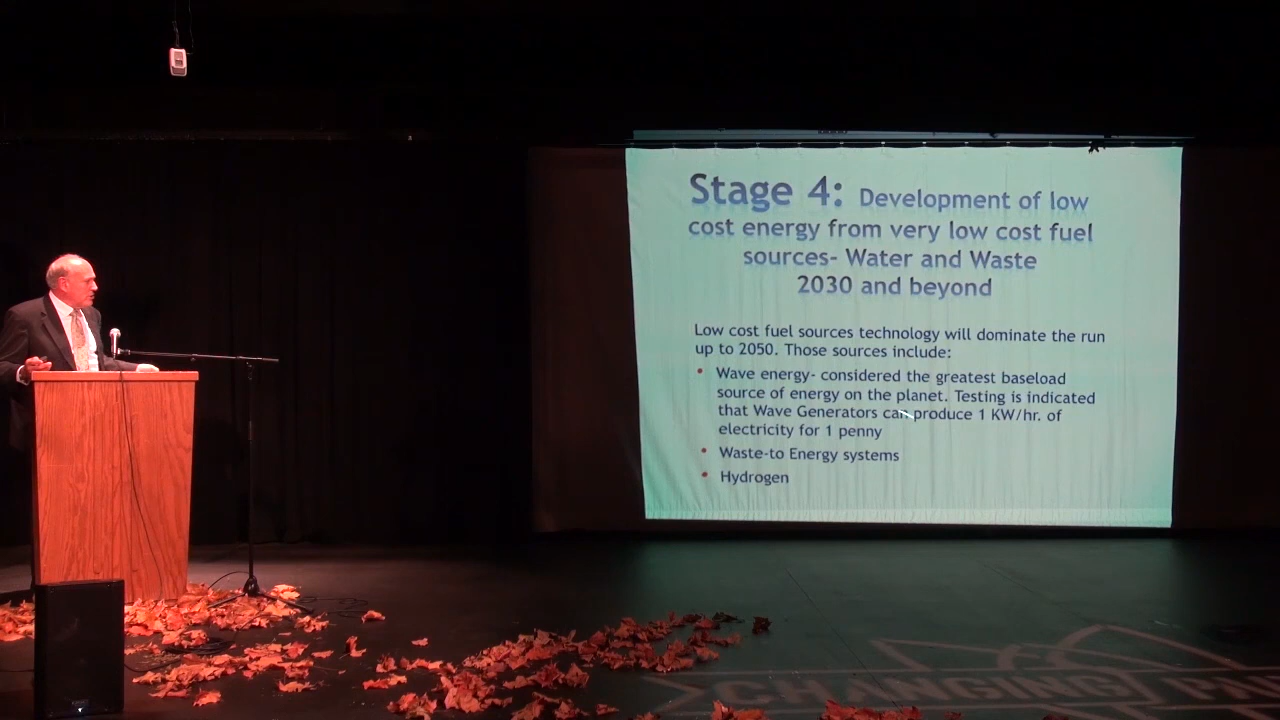 Stage 4: Development of low
cost energy from very low cost fuel
sources- Water and Waste
2030 and beyond
Low cost fuel sources technology will dominate the run
up to 2050. Those sources include:
• Wave energy- considered the greatest baseload
source of energy on the planet. Testing is indicated
that Wave Generators can produce 1 KW/hr. of
electricity for 1 penny
• Waste-to Energy systems
• Hydrogen
CHANGING